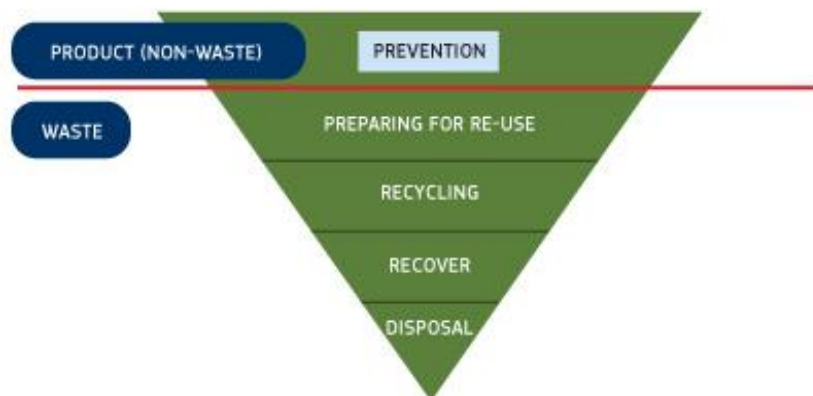 PRODUCT (NON-WASTE)
PREVENTION
WASTE
PREPARING FOR RE-USE
RECYCLING
RECOVER
DISPOSAL